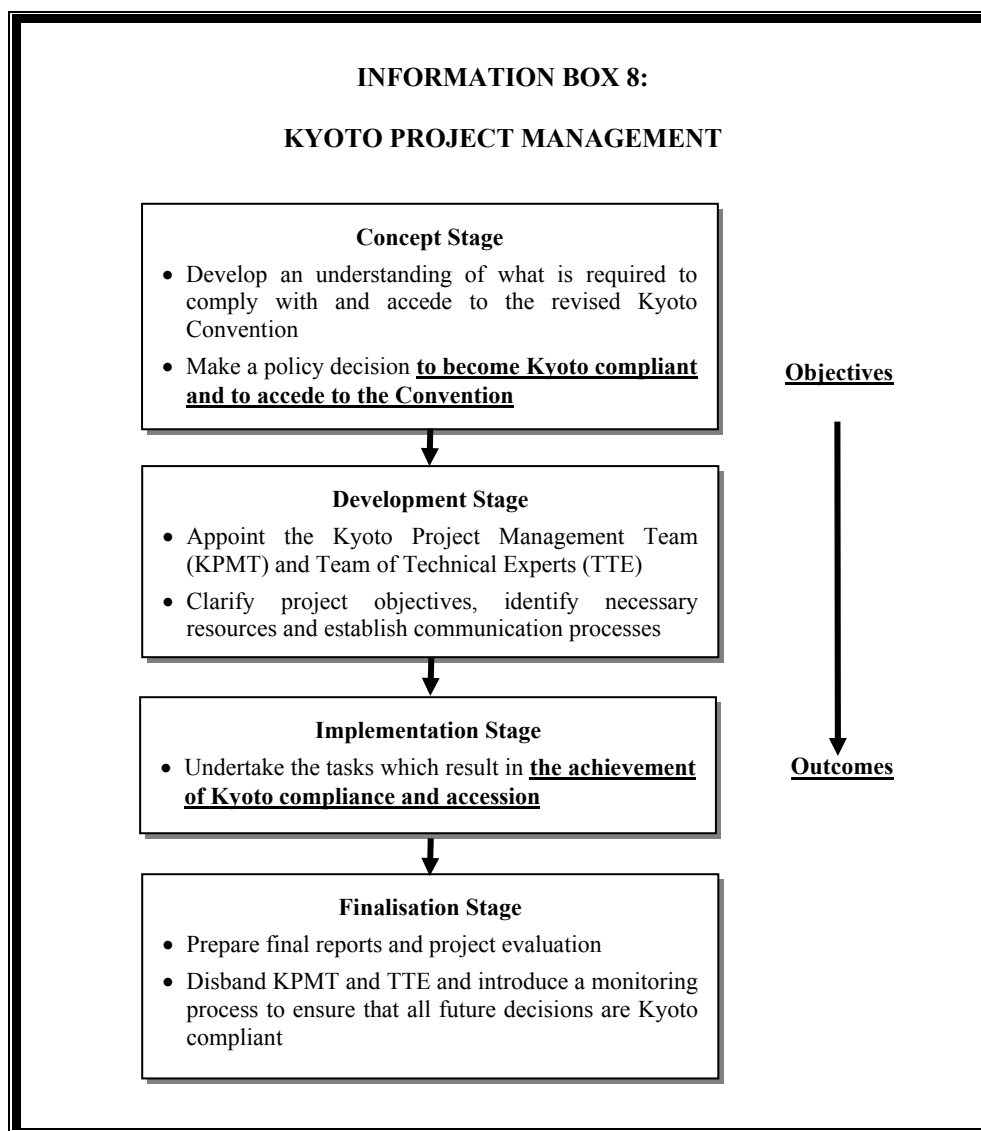 INFORMATION BOX 8:
KYOTO PROJECT MANAGEMENT
Concept Stage
• Develop an understanding of what is required to
comply with and accede to the revised Kyoto
Convention
• Make a policy decision to become Kyoto compliant
and to accede to the Convention
Objectives
Development Stage
• Appoint the Kyoto Project Management Team
(KPMT) and Team of Technical Experts (TTE)
• Clarify project objectives, identify necessary
resources and establish communication processes
Implementation Stage
• Undertake the tasks which result in the achievement
of Kyoto compliance and accession
Outcomes
Finalisation Stage
• Prepare final reports and project evaluation
• Disband KPMT and TTE and introduce a monitoring
process to ensure that all future decisions are Kyoto
compliant